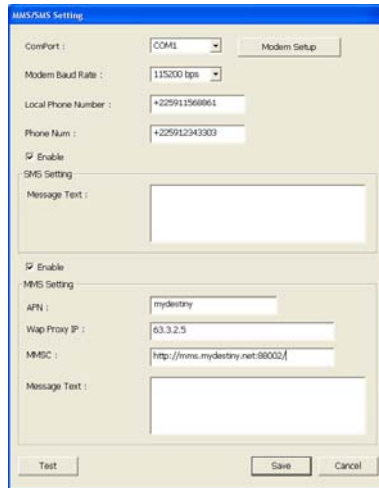 MMS/SMS Setting
ComPort : COM1 Modem Setup
Modem Baud Rate : 115200 bps
Local Phone Number : +225911568861
Phone Num : +225912343303
Enable
SMS Setting
Message Text :
Enable
MMS Setting
APN : mydestiny
Wap Proxy IP : 63.3.2.5
MMSC : http://mms.mydestiny.net:88002/
Message Text :
Test Save Cancel